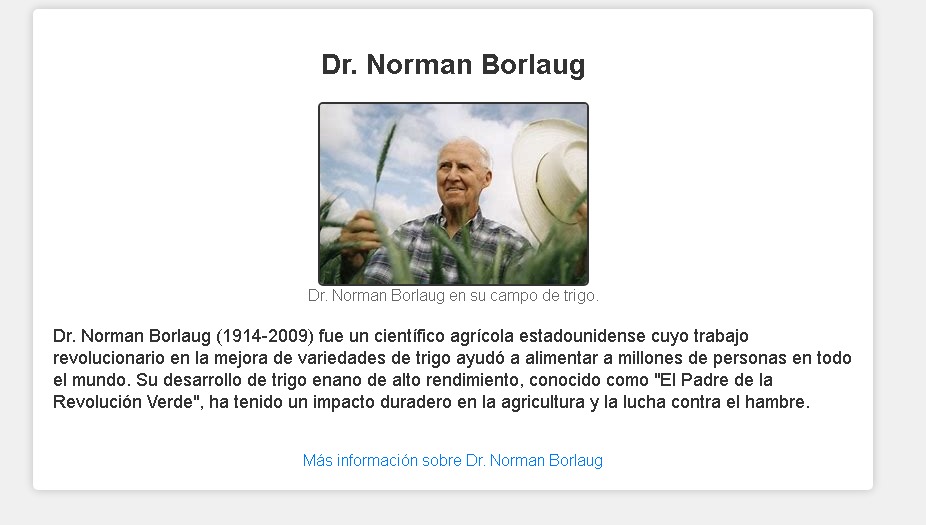 Dr. Norman Borlaug
Dr. Norman Borlaug en su campo de trigo.
Dr. Norman Borlaug (1914-2009) fue un científico agrícola estadounidense cuyo trabajo
revolucionario en la mejora de variedades de trigo ayudó a alimentar a millones de personas en todo
el mundo. Su desarrollo de trigo enano de alto rendimiento, conocido como "El Padre de la
Revolución Verde", ha tenido un impacto duradero en la agricultura y la lucha contra el hambre.
Más información sobre Dr. Norman Borlaug